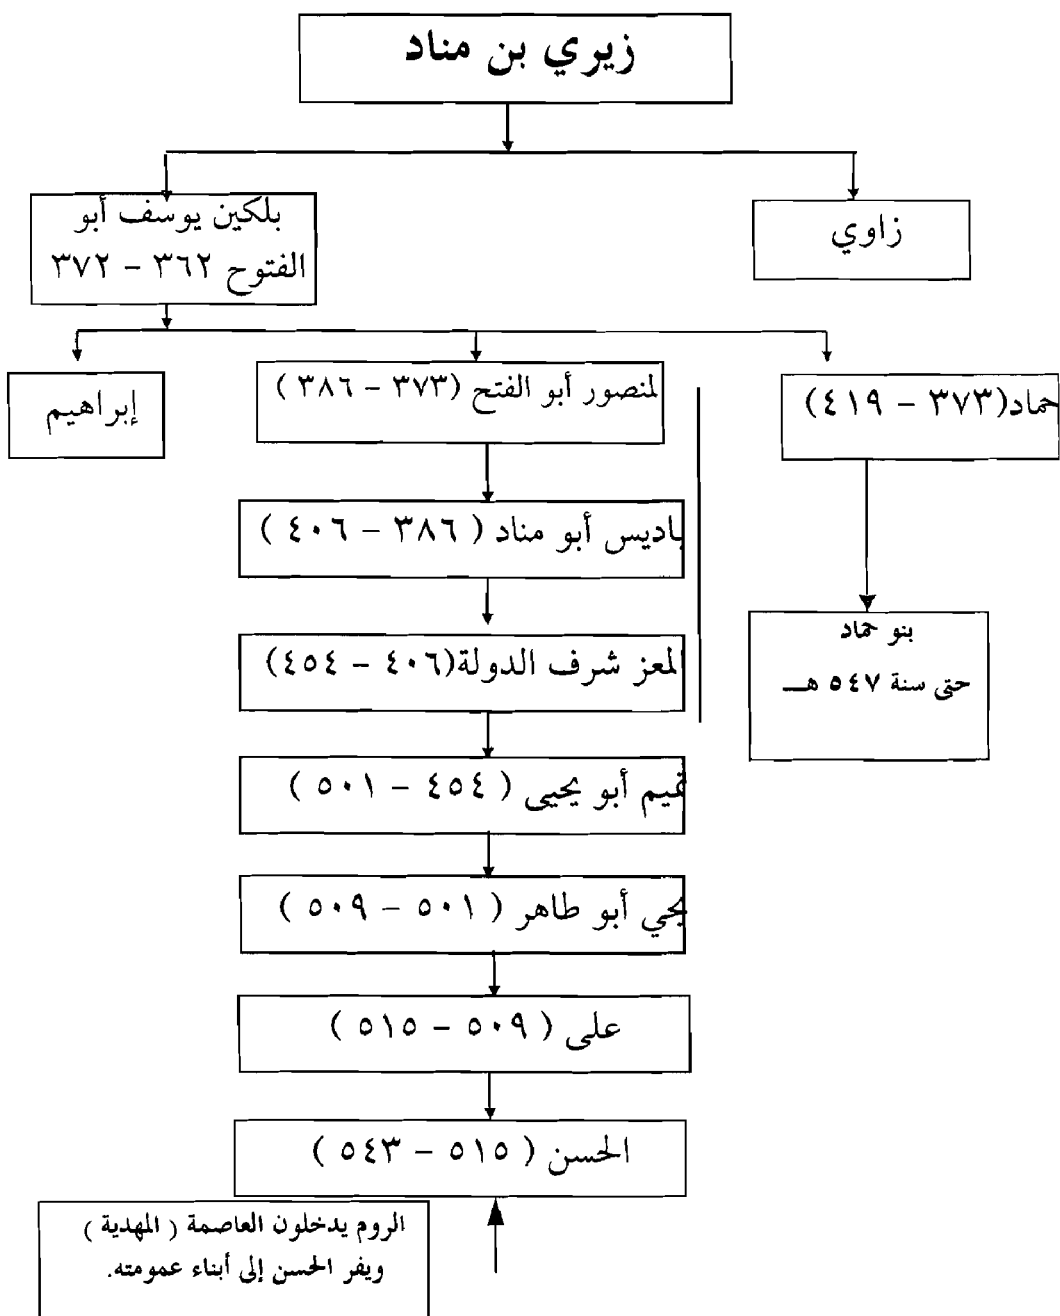 زيري بن مناد
زاوي
بلكين يوسف أبو
الفتوح ٣٦٢ - ٣٧٢
حماد(٣٧٣ - ٤١٩)
لمنصور أبو الفتح (٣٧٣ - ٣٨٦ )
إبراهيم
باديس أبو مناد ( ٣٨٦ - ٤٠٦ )
بنو حماد
حتى سنة ٥٤٧ هـــ
لمعز شرف الدولة(٤٠٦ - ٤٥٤)
تميم أبو يحيى ( ٤٥٤ - ٥٠١ )
يحي أبو طاهر ( ٥٠١ - ٥٠٩ )
على ( ٥٠٩ - ٥١٥ )
الحسن ( ٥١٥ - ٥٤٣ )
الروم يدخلون العاصمة ( المهدية )
ويفر الحسن إلى أبناء عمومته.